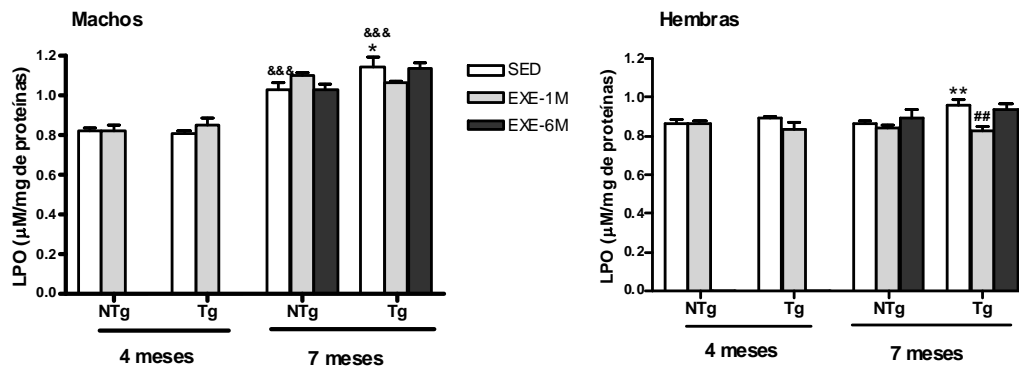 Machos
LPO (µM/mg de proteínas)
1.2
1.0
0.8
0.6
0.4
0.2
0.0
&&&
&&&
*
NTg
Tg
NTg
Tg
4 meses
7 meses
SED
EXE-1M
EXE-6M
Hembras
LPO (µM/mg de proteínas)
1.2
1.0
0.8
0.6
0.4
0.2
0.0
**
##
NTg
Tg
NTg
Tg
4 meses
7 meses